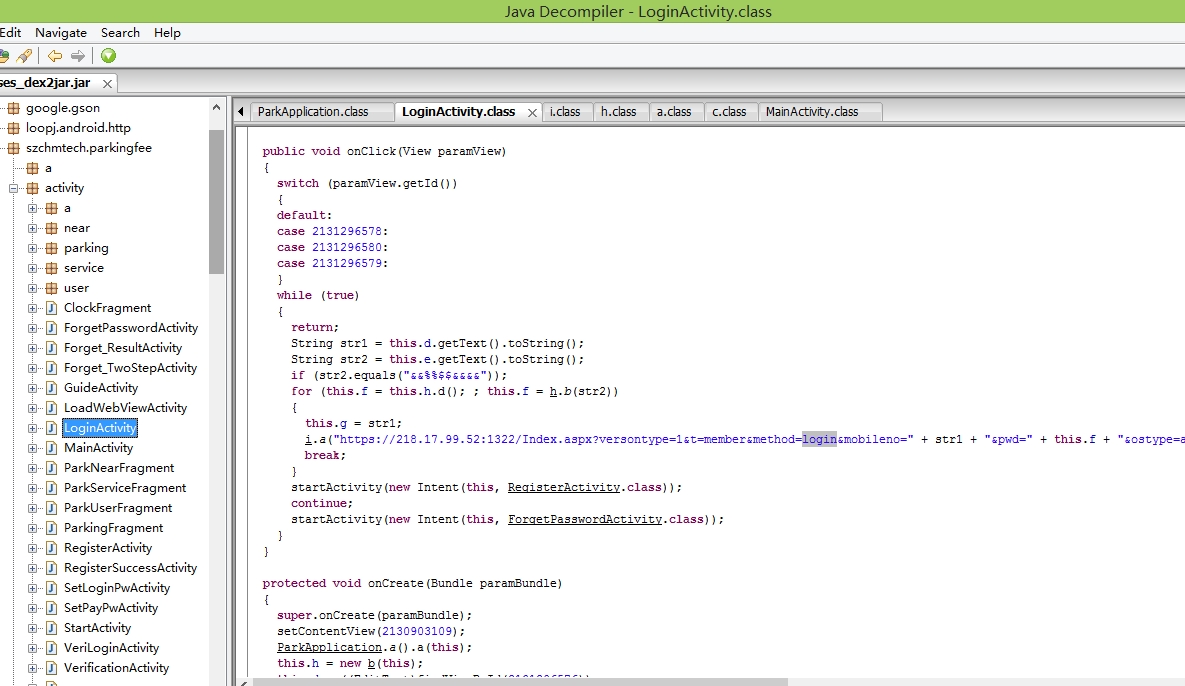 Java Decompiler - LoginActivity.class
Edit Navigate Search Help
ses_dex2jar.jar
google.gson
loopj.android.http
szchmtech.parkingfee
a
activity
a
near
parking
service
user
ClockFragment
ForgetPasswordActivity
Forget_ResultActivity
Forget_TwoStepActivity
GuideActivity
LoadWebViewActivity
LoginActivity
MainActivity
ParkNearFragment
ParkServiceFragment
ParkUserFragment
ParkingFragment
RegisterActivity
RegisterSuccessActivity
SetLoginPwActivity
SetPayPwActivity
StartActivity
VeriLoginActivity
VerificationActivity
ParkApplication.class LoginActivity.class i.class h.class a.class c.class MainActivity.class
public void onClick(View paramView)
{
switch (paramView.getId())
{
default:
case 2131296578:
case 2131296580:
case 2131296579:
}
while (true)
{
return;
String str1 = this.d.getText().toString();
String str2 = this.e.getText().toString();
if (str2.equals("&&%%$$&&&&"));
for (this.f = this.h.d(); ; this.f = h.b(str2))
{
this.g = str1;
i.a("https://218.17.99.52:1322/Index.aspx?versontype=1&t=member&method=login&mobileno=" + str1 + "&pwd=" + this.f + "&ostype=a
break;
}
startActivity(new Intent(this, RegisterActivity.class));
continue;
startActivity(new Intent(this, ForgetPasswordActivity.class));
}
}
protected void onCreate(Bundle paramBundle)
{
super.onCreate(paramBundle);
setContentView(2130903109);
ParkApplication.a().a(this);
this.h = new b(this);